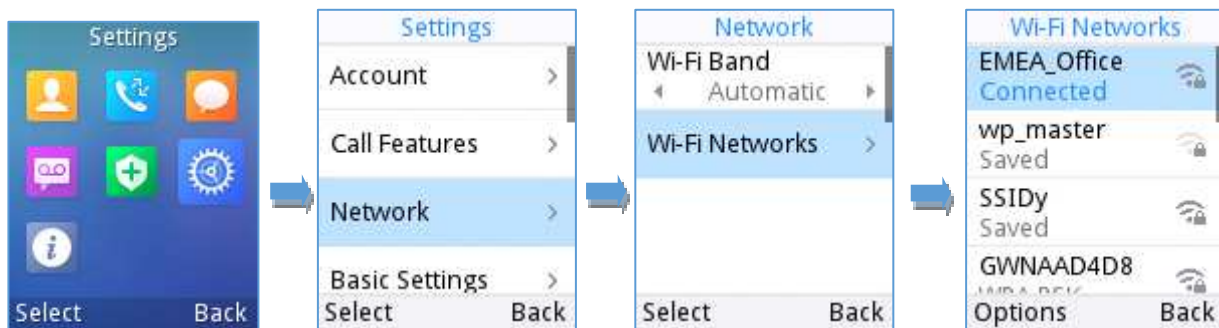 Settings
Select Back
Settings
Account
Call Features
Network
Basic Settings
Select Back
Network
Wi-Fi Band
Automatic
Wi-Fi Networks
Select Back
Wi-Fi Networks
EMEA_Office
Connected
wp_master
Saved
SSIDy
Saved
GWNAAD4D8
Options Back